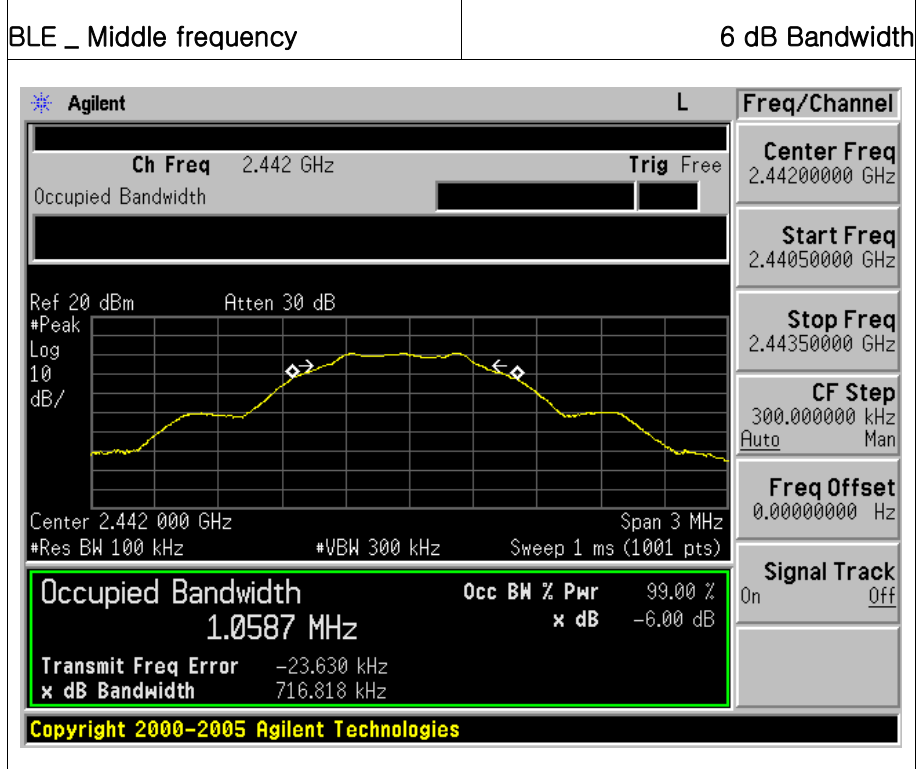 BLE _ Middle frequency 6 dB Bandwidth
Agilent L Freq/Channel
Ch Freq 2.442 GHz Trig Free
Occupied Bandwidth
Center Freq
2.44200000 GHz
Start Freq
2.44050000 GHz
Stop Freq
2.44350000 GHz
CF Step
300.000000 kHz
Auto Man
Freq Offset
0.00000000 Hz
Signal Track
On Off
Ref 20 dBm Atten 30 dB
#Peak
Log
10
dB/
Center 2.442 000 GHz Span 3 MHz
#Res BW 100 kHz #VBW 300 kHz Sweep 1 ms (1001 pts)
Occupied Bandwidth Occ BW % Pwr 99.00 %
1.0587 MHz x dB -6.00 dB
Transmit Freq Error -23.630 kHz
x dB Bandwidth 716.818 kHz
Copyright 2000-2005 Agilent Technologies